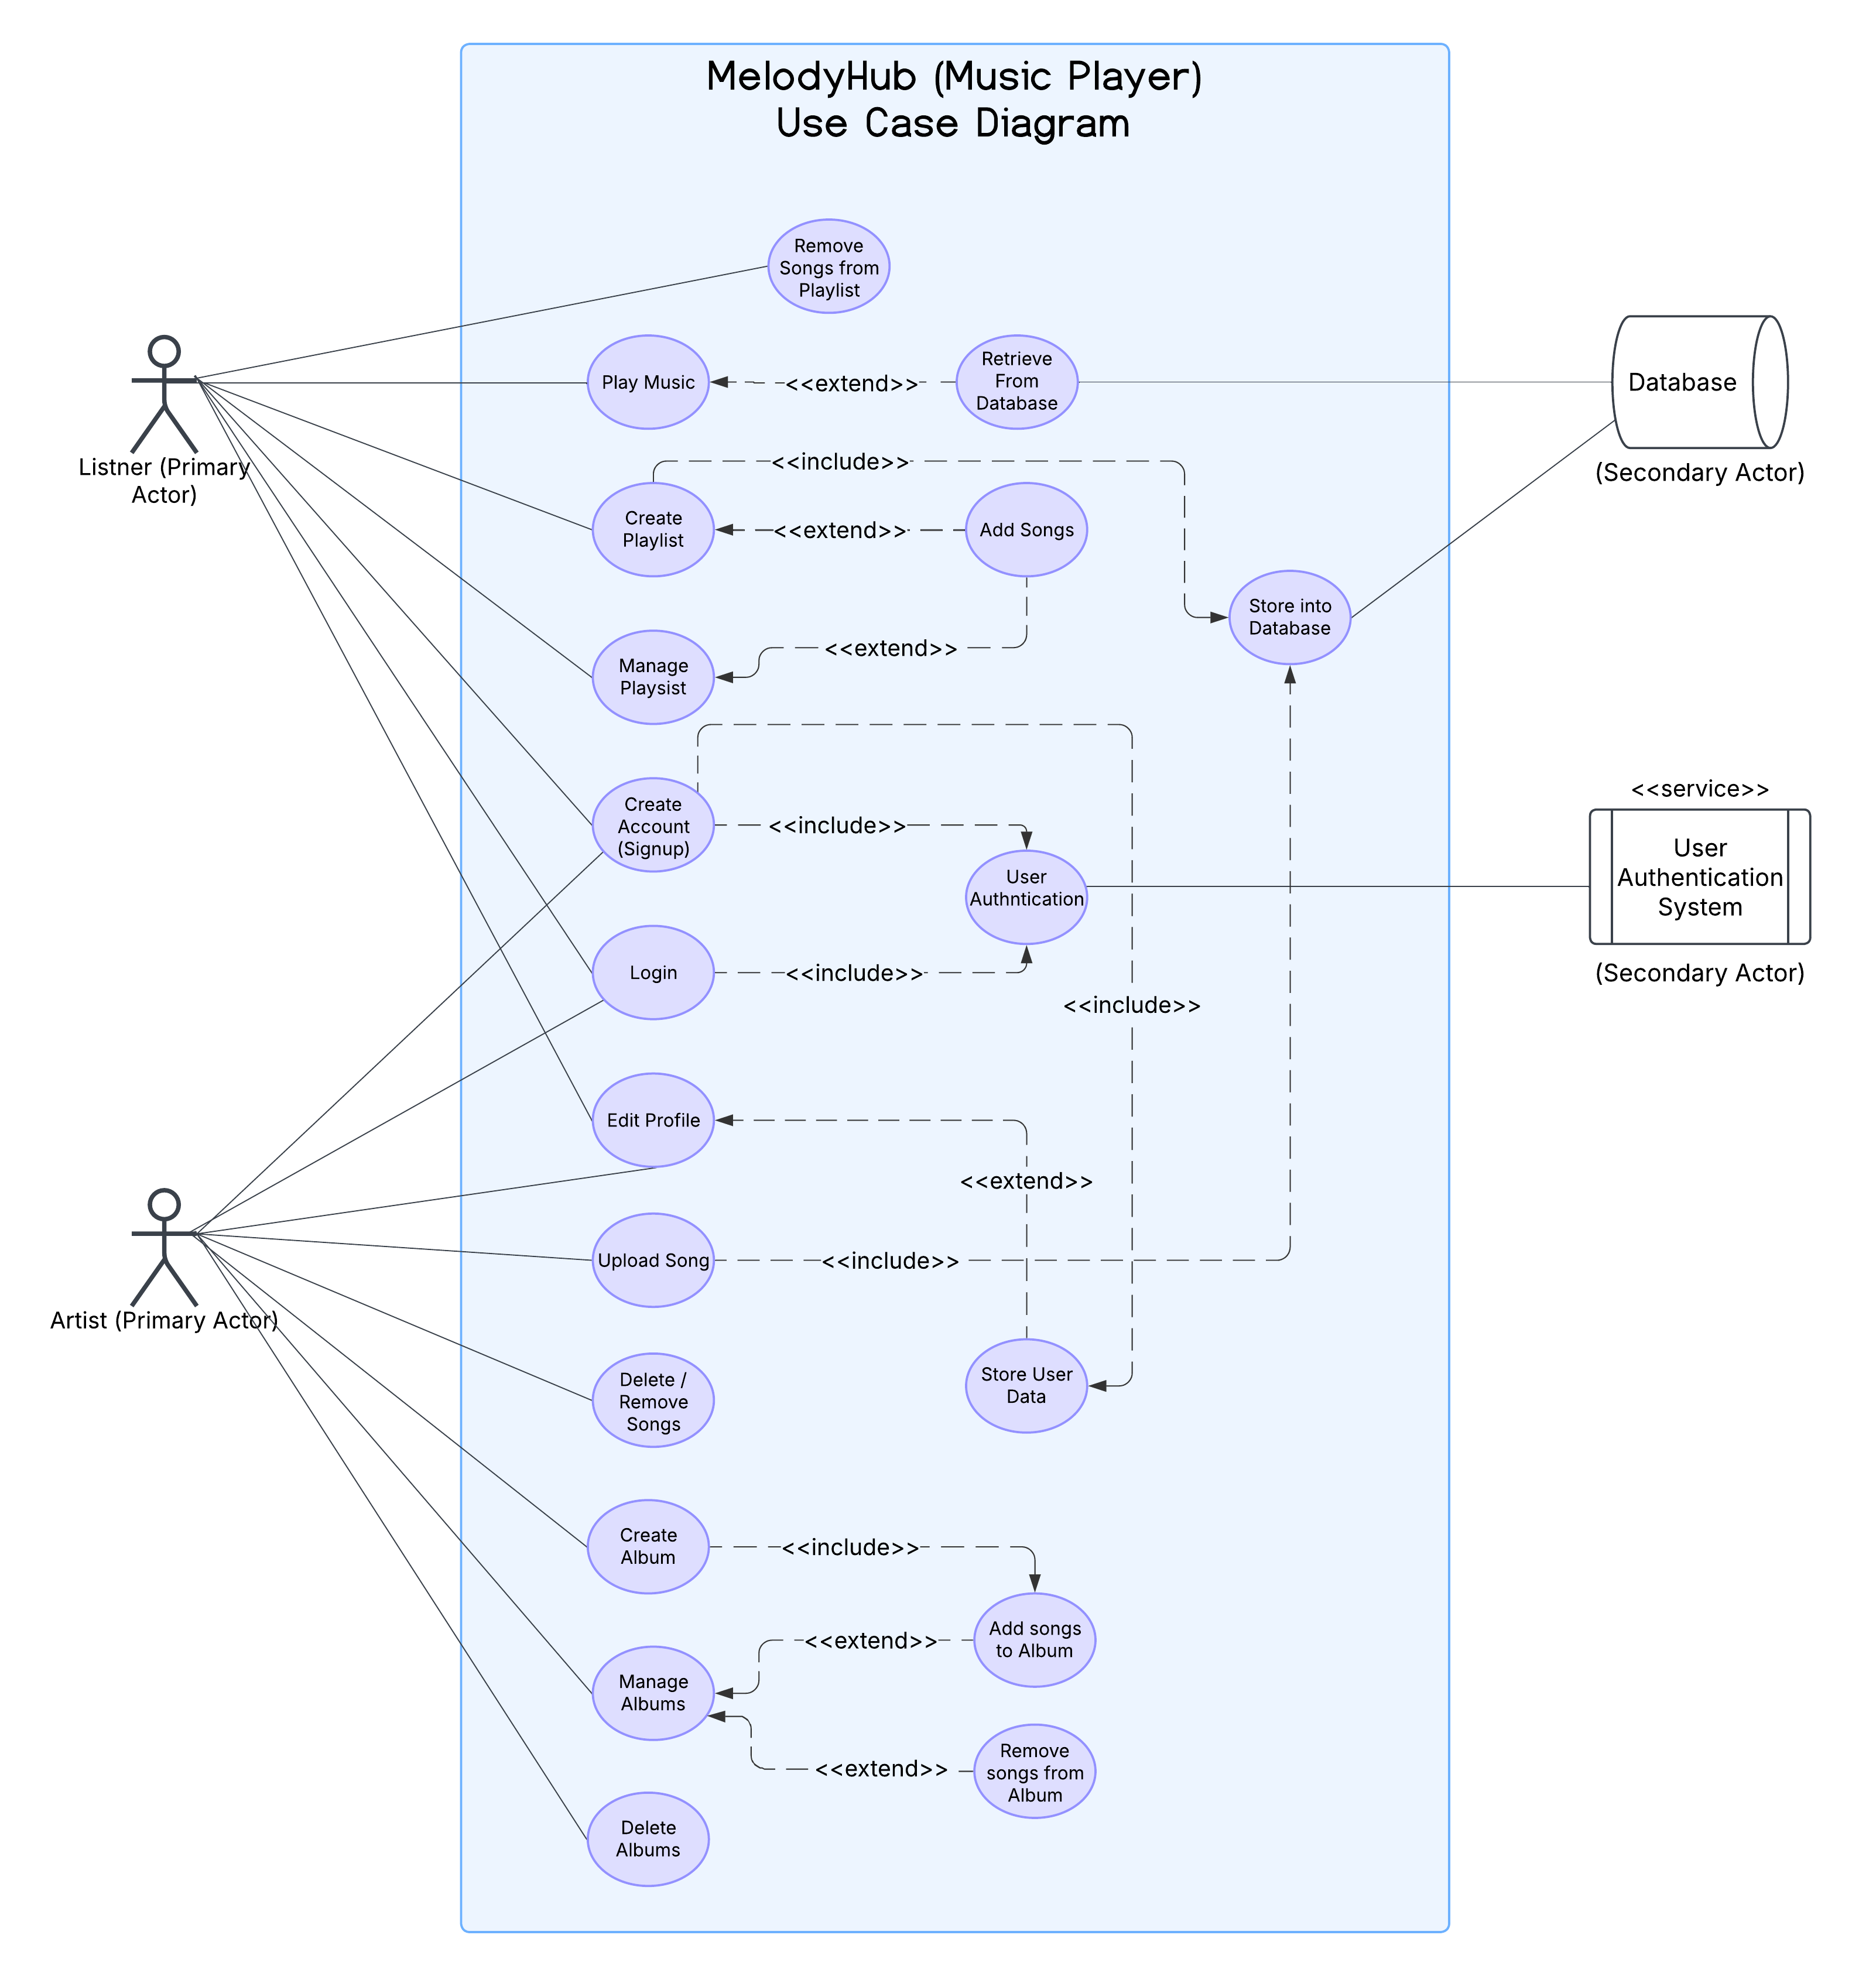 MelodyHub (Music Player)
Use Case Diagram
Remove
Songs from
Playlist
Listner (Primary
Actor)
Play Music
<<extend>>
Retrieve
From
Database
Database
(Secondary Actor)
<<include>>
Create
Playlist
<<extend>>
Add Songs
Store into
Database
Manage
Playsist
<<extend>>
Create
Account
(Signup)
<<include>>
User
Authntication
<<service>>
User
Authentication
System
(Secondary Actor)
Login
<<include>>
<<include>>
Edit Profile
<<extend>>
Artist (Primary Actor)
Upload Song
<<include>>
Delete /
Remove
Songs
Store User
Data
Create
Album
<<include>>
Add songs
to Album
<<extend>>
Manage
Albums
<<extend>>
Remove
songs from
Album
Delete
Albums